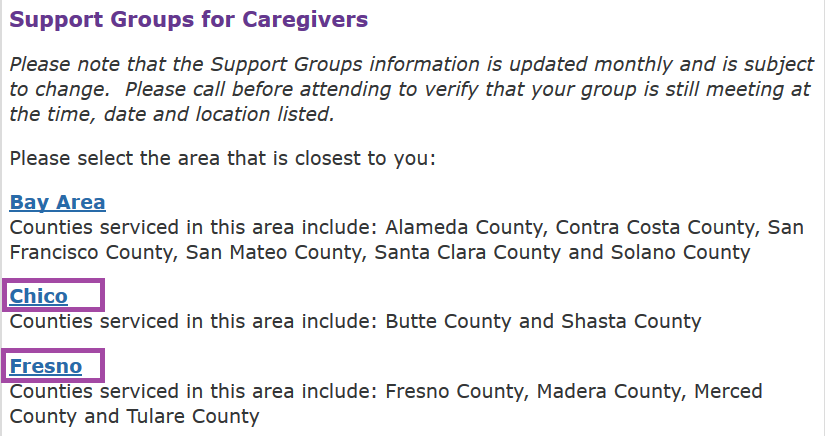 Support Groups for Caregivers
Please note that the Support Groups information is updated monthly and is subject
to change.  Please call before attending to verify that your group is still meeting at
the time, date and location listed.
Please select the area that is closest to you:
Bay Area
Counties serviced in this area include: Alameda County, Contra Costa County, San
Francisco County, San Mateo County, Santa Clara County and Solano County
Chico
Counties serviced in this area include: Butte County and Shasta County
Fresno
Counties serviced in this area include: Fresno County, Madera County, Merced
County and Tulare County